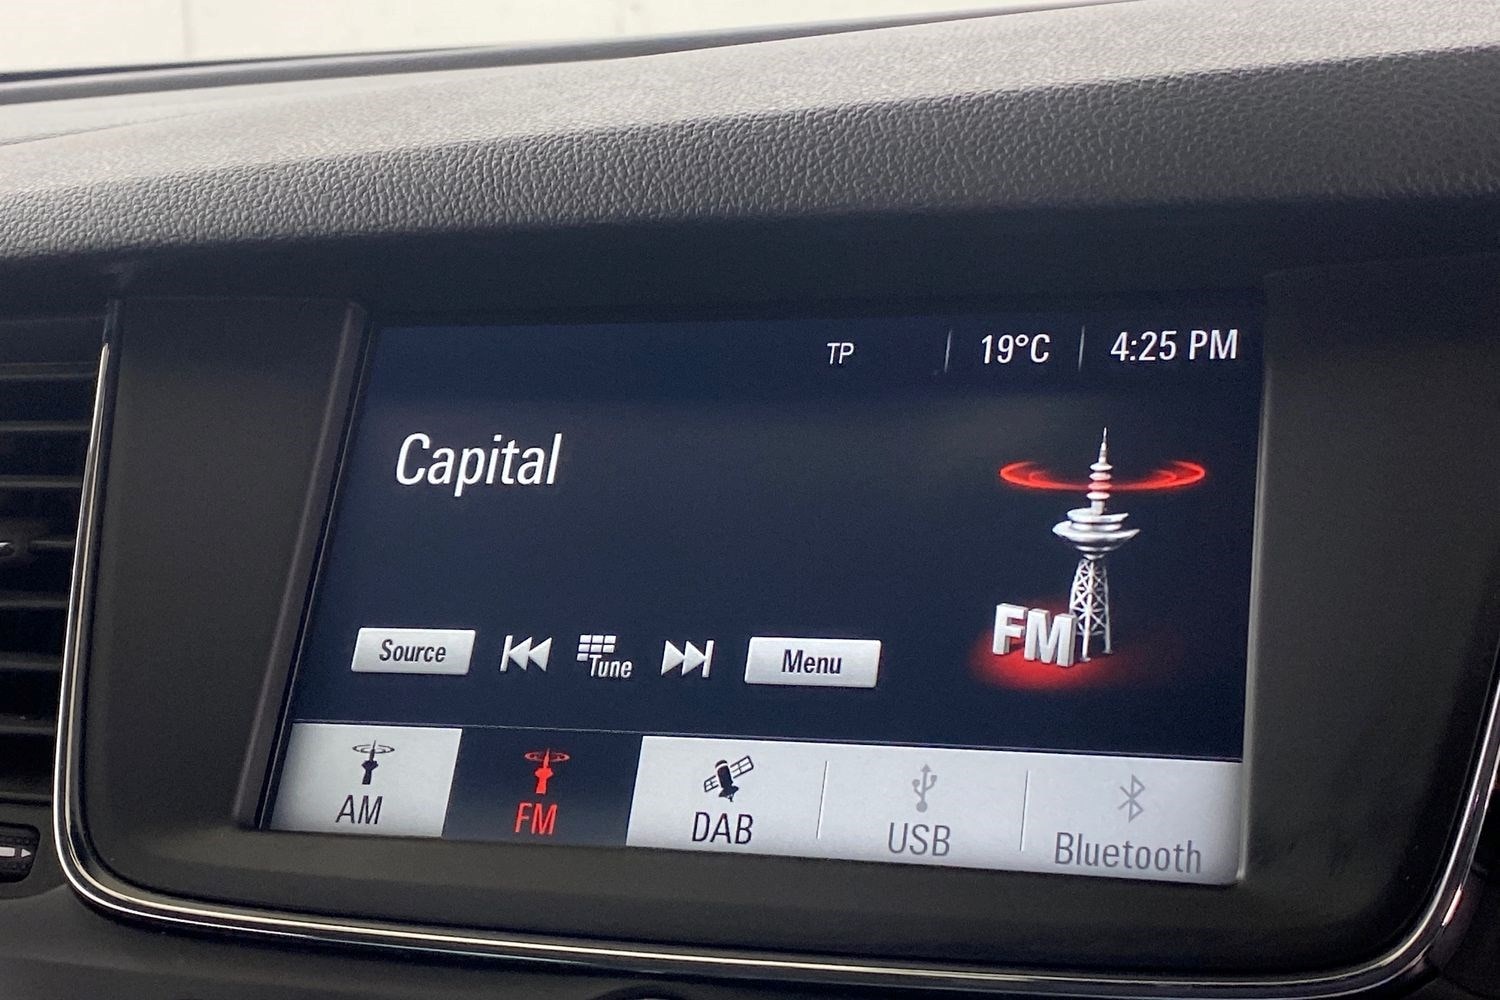 TP 19°C 4:25 PM
Capital
Source Tune Menu
FM
AM FM DAB USB Bluetooth